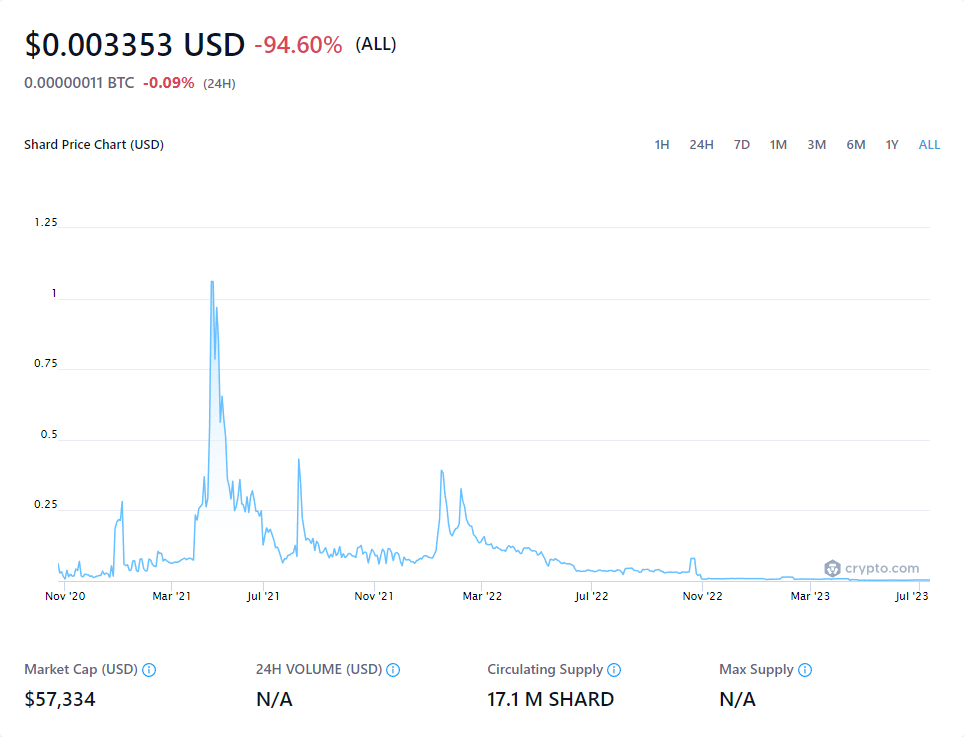 $0.003353 USD -94.60% (ALL)
0.00000011 BTC -0.09% (24H)
Shard Price Chart (USD) 1H 24H 7D 1M 3M 6M 1Y ALL
1.25
1
0.75
0.5
0.25
crypto.com
Nov '20 Mar '21 Jul '21 Nov '21 Mar '22 Jul '22 Nov '22 Mar '23 Jul '23
Market Cap (USD) 24H VOLUME (USD) Circulating Supply Max Supply
$57,334 N/A 17.1 M SHARD N/A